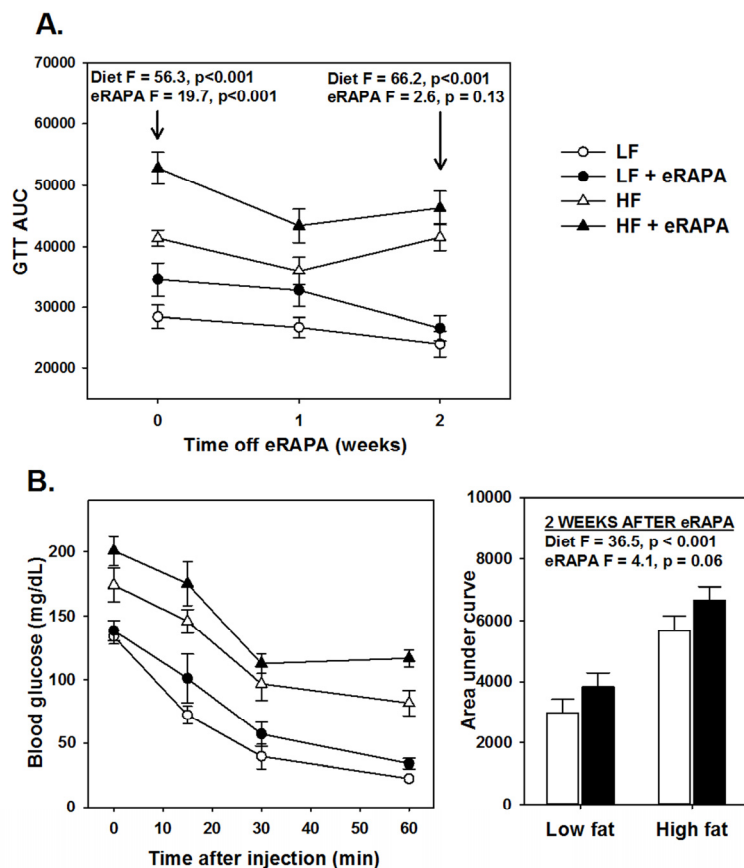 A.
Diet F = 56.3, p<0.001
eRAPA F = 19.7, p<0.001
Diet F = 66.2, p<0.001
eRAPA F = 2.6, p = 0.13
70000
60000
50000
40000
30000
20000
GTT AUC
0 1 2
Time off eRAPA (weeks)
LF
LF + eRAPA
HF
HF + eRAPA
B.
200
150
100
50
0
Blood glucose (mg/dL)
0 10 20 30 40 50 60
Time after injection (min)
10000
8000
6000
4000
2000
0
Area under curve
2 WEEKS AFTER eRAPA
Diet F = 36.5, p < 0.001
eRAPA F = 4.1, p = 0.06
Low fat High fat